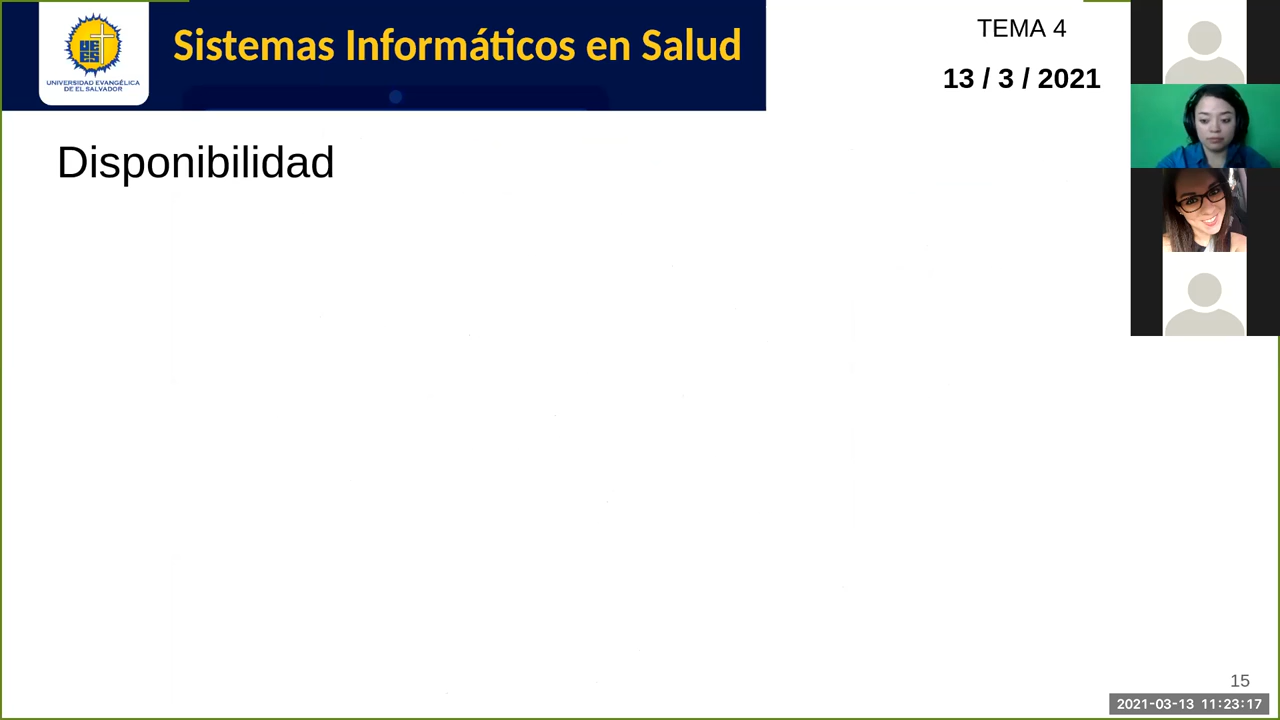 Sistemas Informáticos en Salud
UNIVERSIDAD EVANGÉLICA
DE EL SALVADOR
TEMA 4
13 / 3 / 2021
Disponibilidad
15
2021-03-13 11:23:17